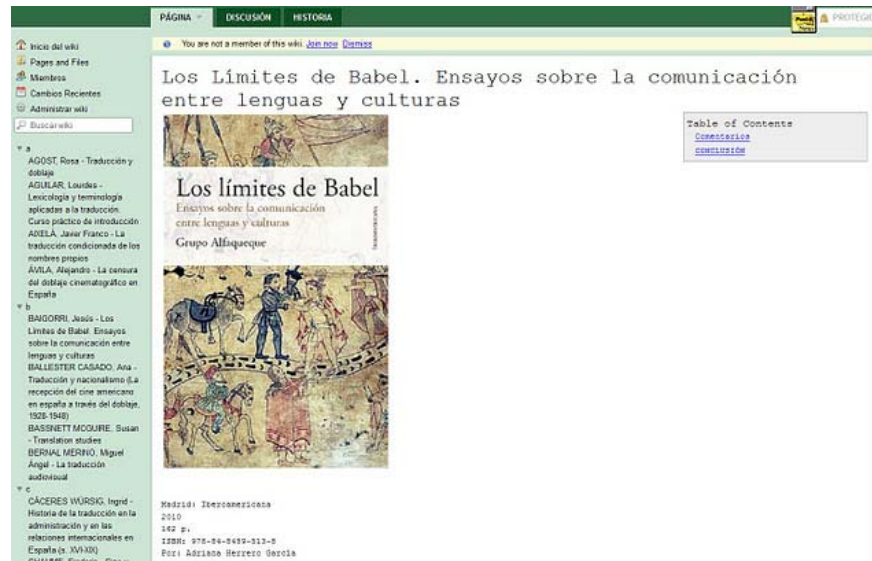 PÁGINA
DISCUSIÓN
HISTORIA
PROTEGI
Inicio del wiki
Pages and Files
Miembros
Cambios Recientes
Administrar wiki
Buscar wiki
You are not a member of this wiki. Join now Dismiss
a
AGOST, Rosa - Traducción y
doblaje
AGUILAR, Lourdes -
Lexicología y terminología
aplicadas a la traducción.
Curso práctico de introducción
AIXELÀ, Javier Franco - La
traducción condicionada de los
nombres propios
ÁVILA, Alejandro - La censura
del doblaje cinematográfico en
España
b
BAIGORRI, Jesús - Los
Límites de Babel. Ensayos
sobre la comunicación entre
lenguas y culturas
BALLESTER CASADO, Ana -
Traducción y nacionalismo (La
recepción del cine americano
en españa a través del doblaje,
1928-1948)
BASSNETT MCGUIRE, Susan
- Translation studies
BERNAL MERINO, Miguel
Ángel - La traducción
audiovisual
c
CÁCERES WÜRSIG, Ingrid -
Historia de la traducción en la
administración y en las
relaciones internacionales en
España (s. XVI-XIX)
Los Límites de Babel. Ensayos sobre la comunicación
entre lenguas y culturas
Los límites de Babel
Ensayos sobre la comunicación
entre lenguas y culturas
Grupo Alfaqueque
Table of Contents
Comentarios
CONCLUSIÓN
Madrid: Iberoamericana
2010
162 p.
ISBN: 978-84-8489-513-8
Por: Adriana Herrero García